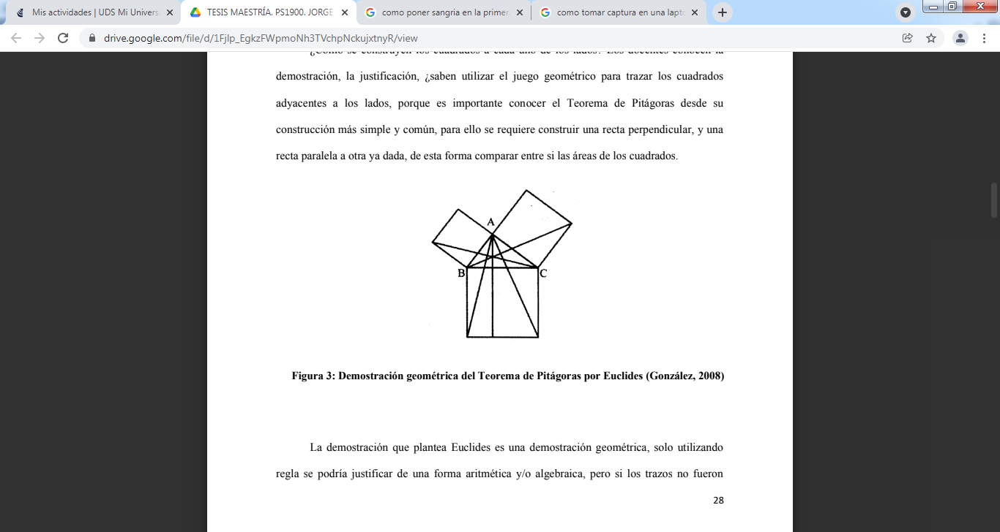 Mis actividades | UDS Mi Univers
TESIS MAESTRÍA. PS1900. JORGE
como poner sangria en la primer
como tomar captura en una lapt
drive.google.com/file/d/1FjIp_EgkzFWpmoNh3TVchpNckujxtnyR/view
¿Cómo se construyen los cuadrados a cada uno de los lados? Los docentes conocen la
demostración, la justificación, ¿saben utilizar el juego geométrico para trazar los cuadrados
adyacentes a los lados, porque es importante conocer el Teorema de Pitágoras desde su
construcción más simple y común, para ello se requiere construir una recta perpendicular, y una
recta paralela a otra ya dada, de esta forma comparar entre si las áreas de los cuadrados.
A
B
C
Figura 3: Demostración geométrica del Teorema de Pitágoras por Euclides (González, 2008)
La demostración que plantea Euclides es una demostración geométrica, solo utilizando
regla se podría justificar de una forma aritmética y/o algebraica, pero si los trazos no fueron
28